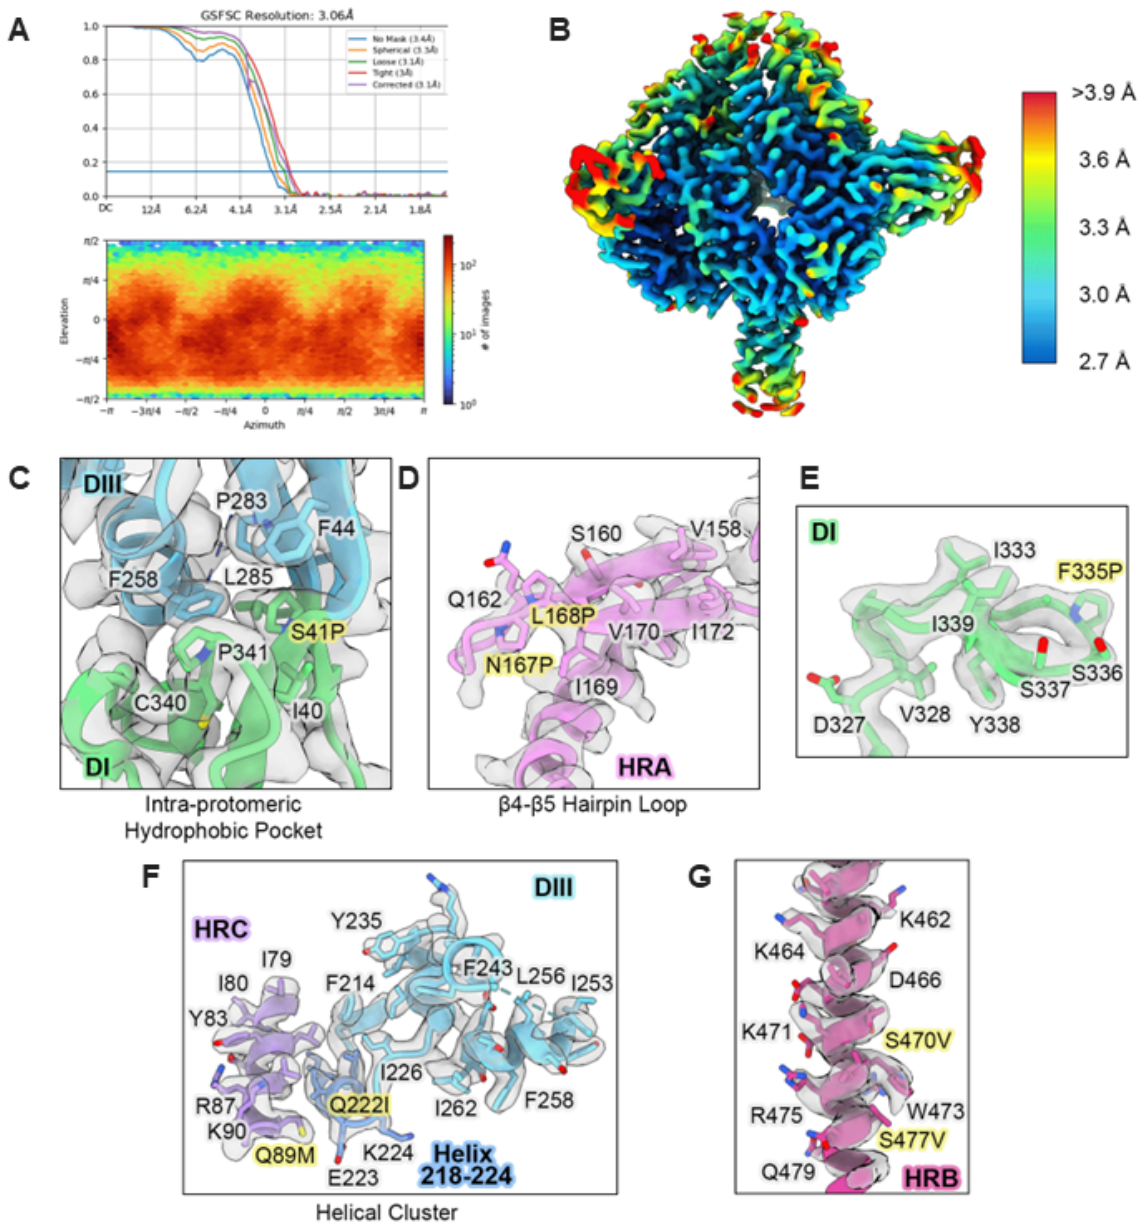 A
GSFSC Resolution: 3.06Å
1.0
0.8
0.6
0.4
0.2
0.0
No Mask (3.4Å)
Spherical (3.3Å)
Loose (3.1Å)
Tight (3Å)
Corrected (3.1Å)
DC 12Å 6.2Å 4.1Å 3.1Å 2.5Å 2.1Å 1.8Å
Elevation
π/2
π/4
0
−π/4
−π/2
−π −3π/4 −π/2 −π/4 0 π/4 π/2 3π/4 π
Azimuth
10²
10¹
10⁰
# of images
B
>3.9 Å
3.6 Å
3.3 Å
3.0 Å
2.7 Å
C
DIII
P283
F44
F258
L285
S41P
P341
C340
I40
DI
Intra-protomeric
Hydrophobic Pocket
D
S160
V158
Q162
L168P
V170
I172
N167P
I169
HRA
β4-β5 Hairpin Loop
E
DI
I333
F335P
I339
S336
S337
D327
V328
Y338
F
DIII
HRC
Y235
I79
F243
L256
I253
I80
F214
Y83
I226
R87
Q222I
I262
F258
K90
Q89M
K224
E223
Helix
218-224
Helical Cluster
G
K462
K464
D466
K471
S470V
R475
W473
S477V
Q479
HRB